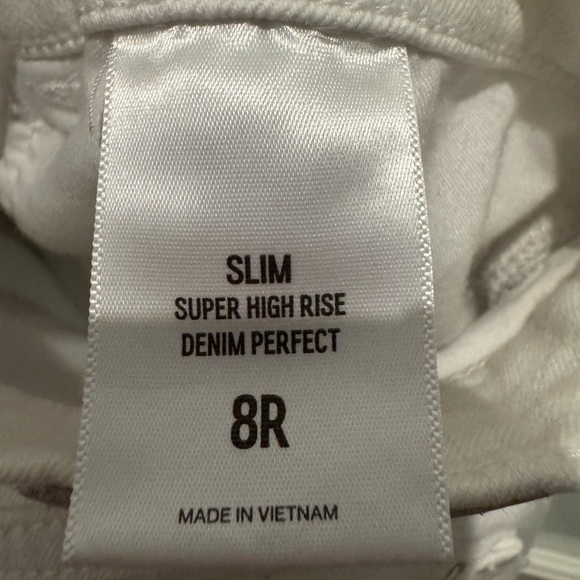 SLIM
SUPER HIGH RISE
DENIM PERFECT
8R
MADE IN VIETNAM